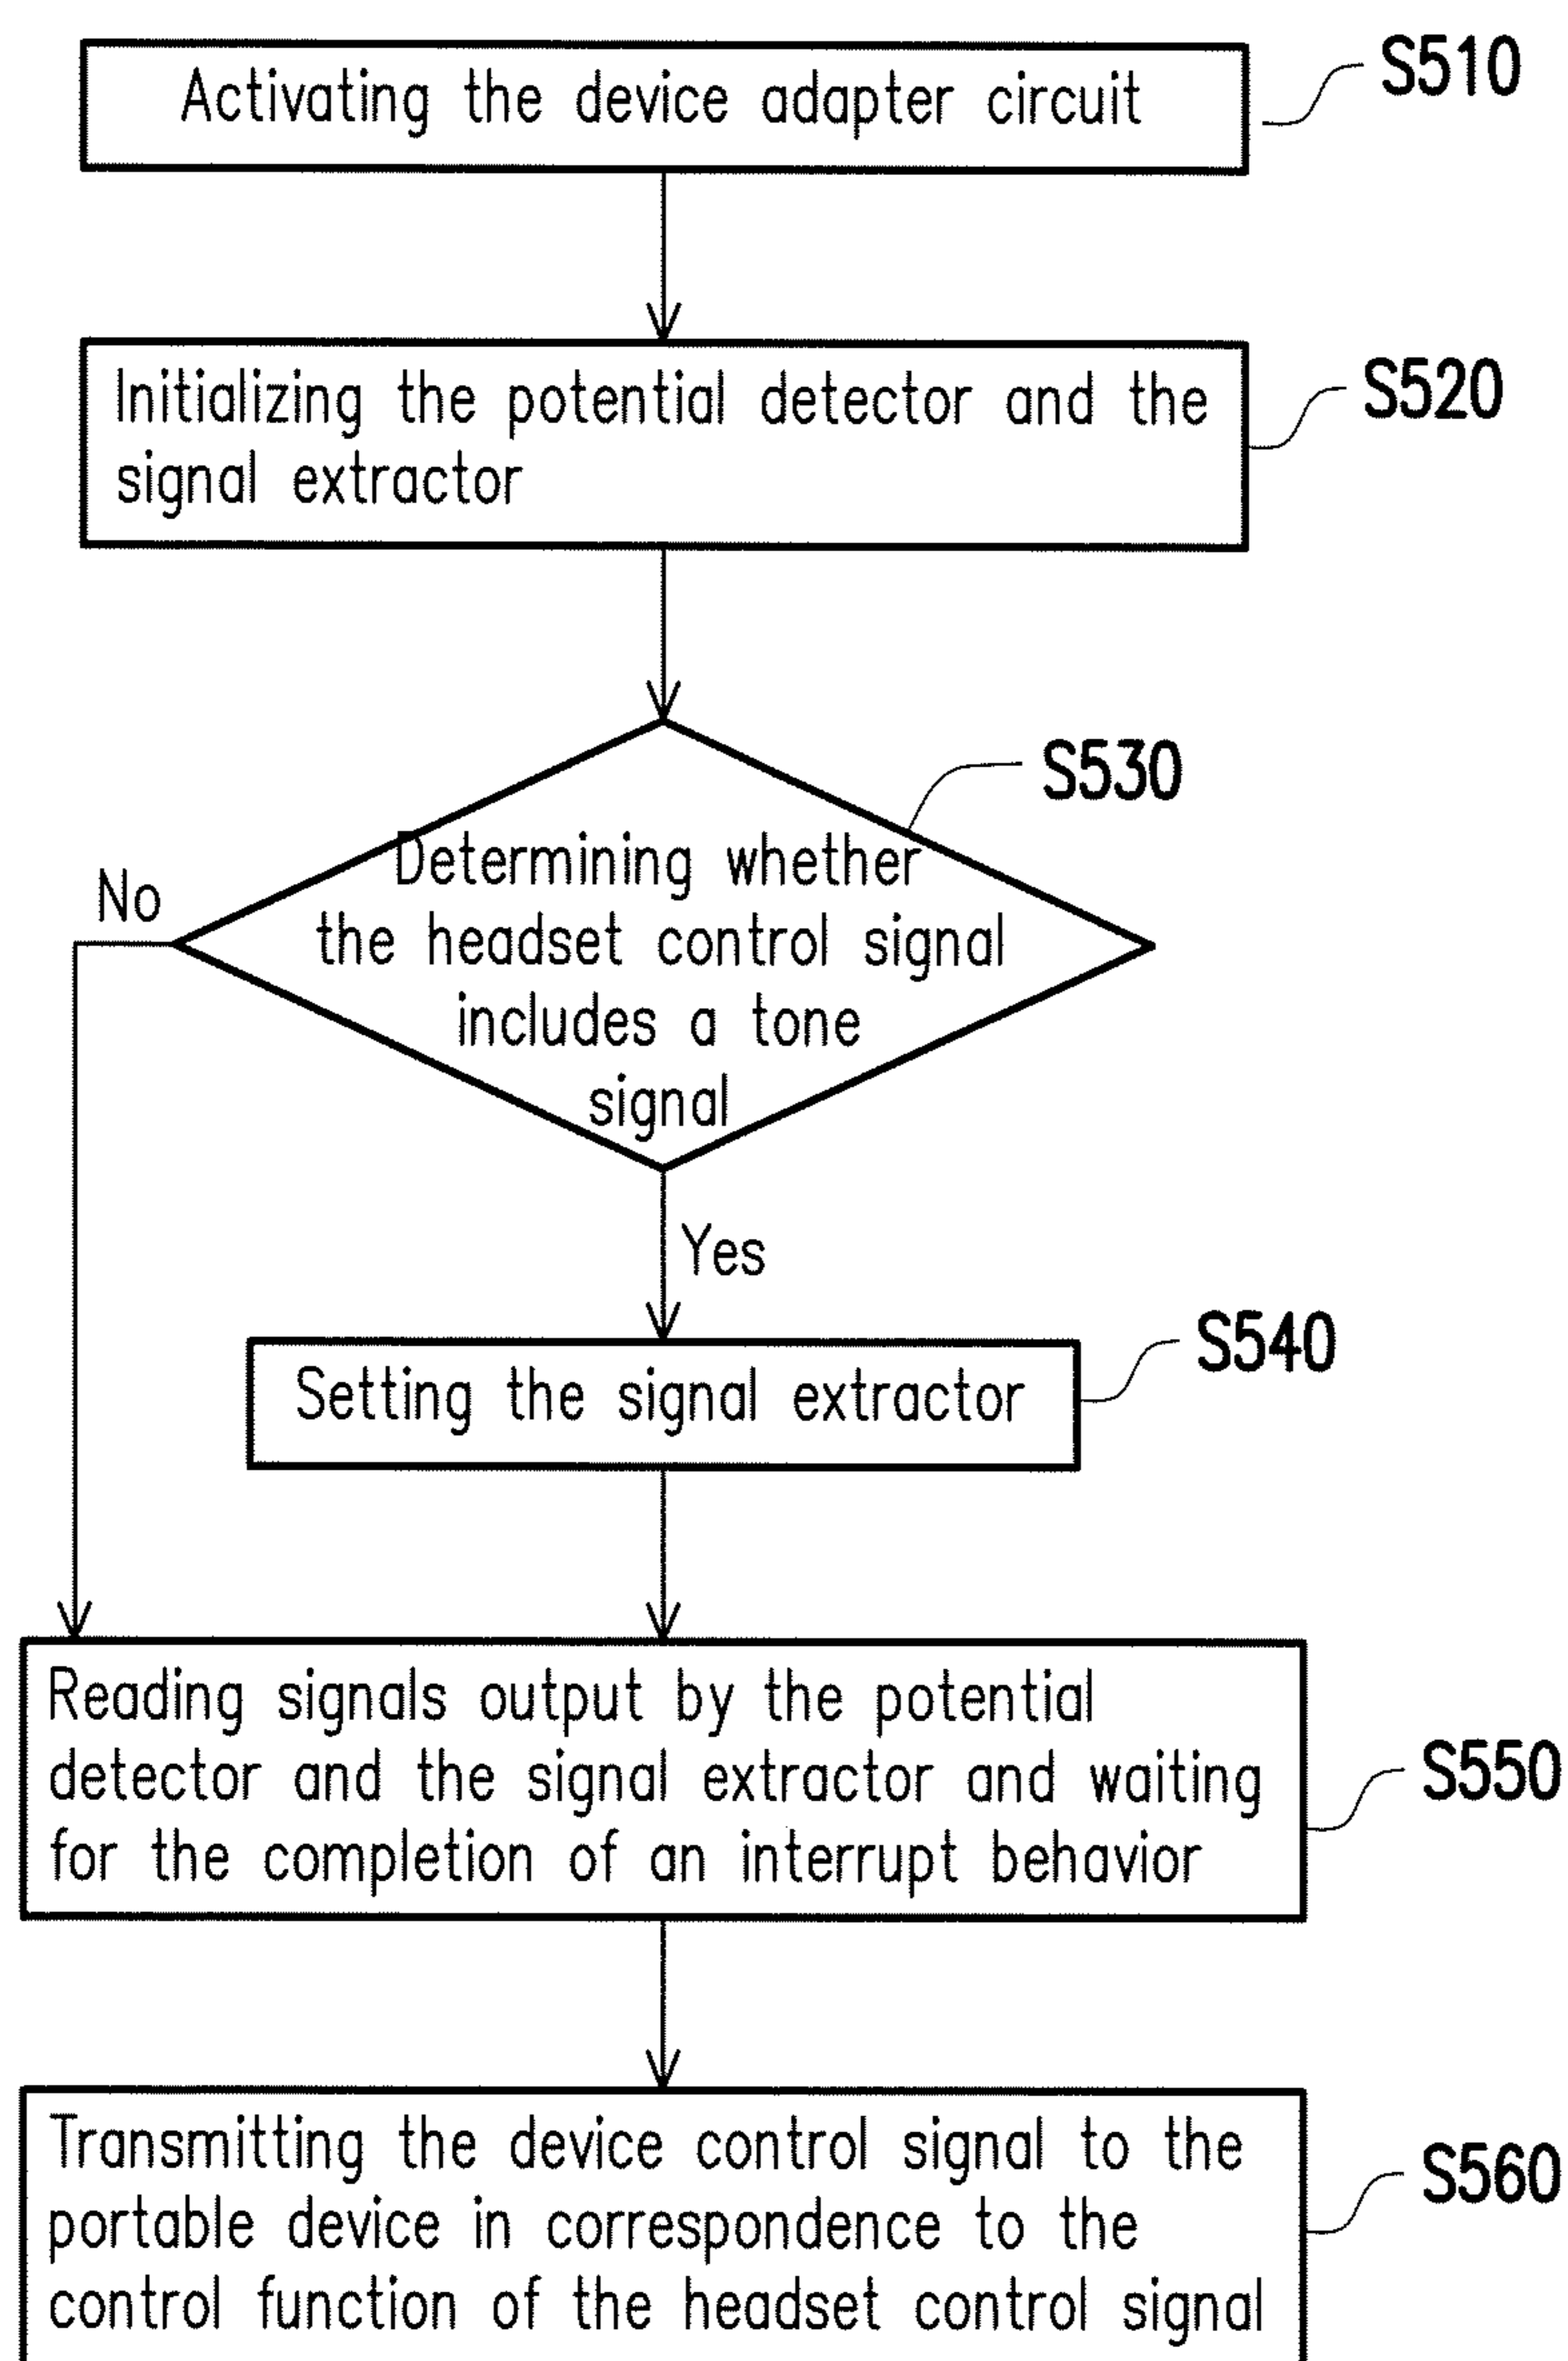 Activating the device adapter circuit
S510
Initializing the potential detector and the
signal extractor
S520
Determining whether
the headset control signal
includes a tone
signal
S530
No
Yes
Setting the signal extractor
S540
Reading signals output by the potential
detector and the signal extractor and waiting
for the completion of an interrupt behavior
S550
Transmitting the device control signal to the
portable device in correspondence to the
control function of the headset control signal
S560